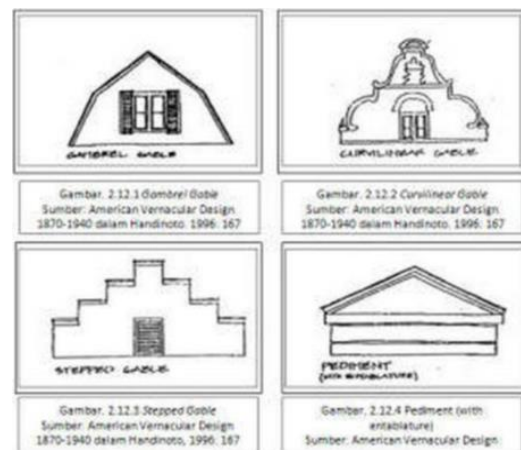 GAMBREL GABLE
Gambar. 2.12.1 Gambrel Gable
Sumber: American Vernacular Design
1870-1940 dalam Handinoto. 1996: 167
CURVILINEAR GABLE
Gambar. 2.12.2 Curvilinear Gable
Sumber: American Vernacular Design
1870-1940 dalam Handinoto. 1996: 167
STEPPED GABLE
Gambar. 2.12.3 Stepped Gable
Sumber: American Vernacular Design
1870-1940 dalam Handinoto, 1996: 167
PEDIMENT
(WITH ENTABLATURE)
Gambar. 2.12.4 Pediment (with
entablature)
Sumber: American Vernacular Design